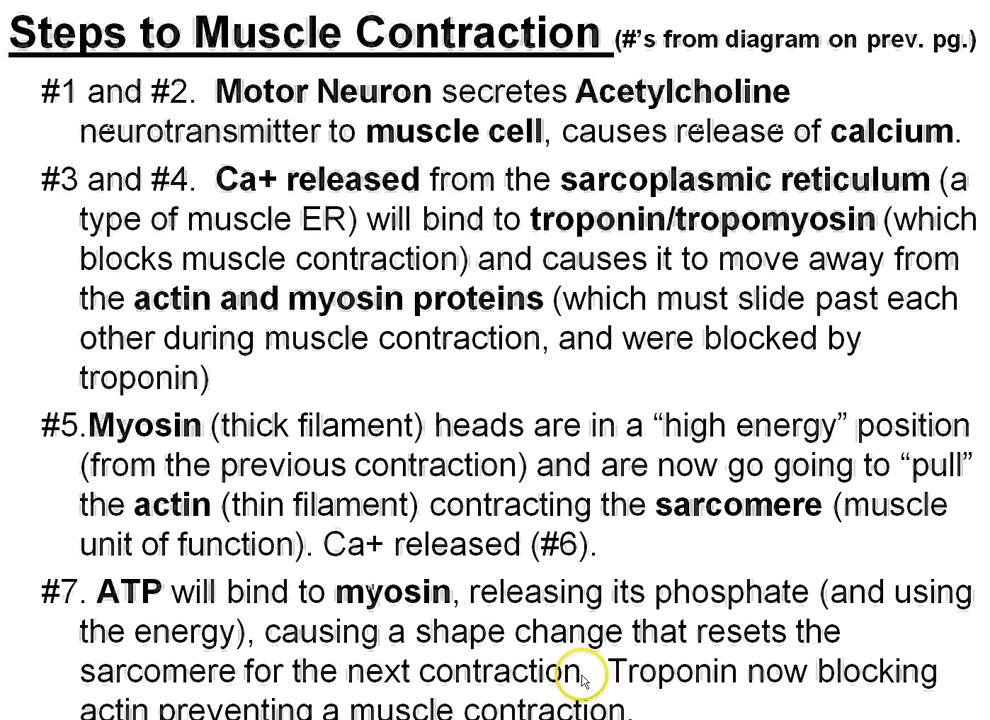 Steps to Muscle Contraction (#'s from diagram on prev. pg.)
#1 and #2. Motor Neuron secretes Acetylcholine
neurotransmitter to muscle cell, causes release of calcium.
#3 and #4. Ca+ released from the sarcoplasmic reticulum (a
type of muscle ER) will bind to troponin/tropomyosin (which
blocks muscle contraction) and causes it to move away from
the actin and myosin proteins (which must slide past each
other during muscle contraction, and were blocked by
troponin)
#5.Myosin (thick filament) heads are in a “high energy” position
(from the previous contraction) and are now go going to “pull”
the actin (thin filament) contracting the sarcomere (muscle
unit of function). Ca+ released (#6).
#7. ATP will bind to myosin, releasing its phosphate (and using
the energy), causing a shape change that resets the
sarcomere for the next contraction. Troponin now blocking
actin preventing a muscle contraction.